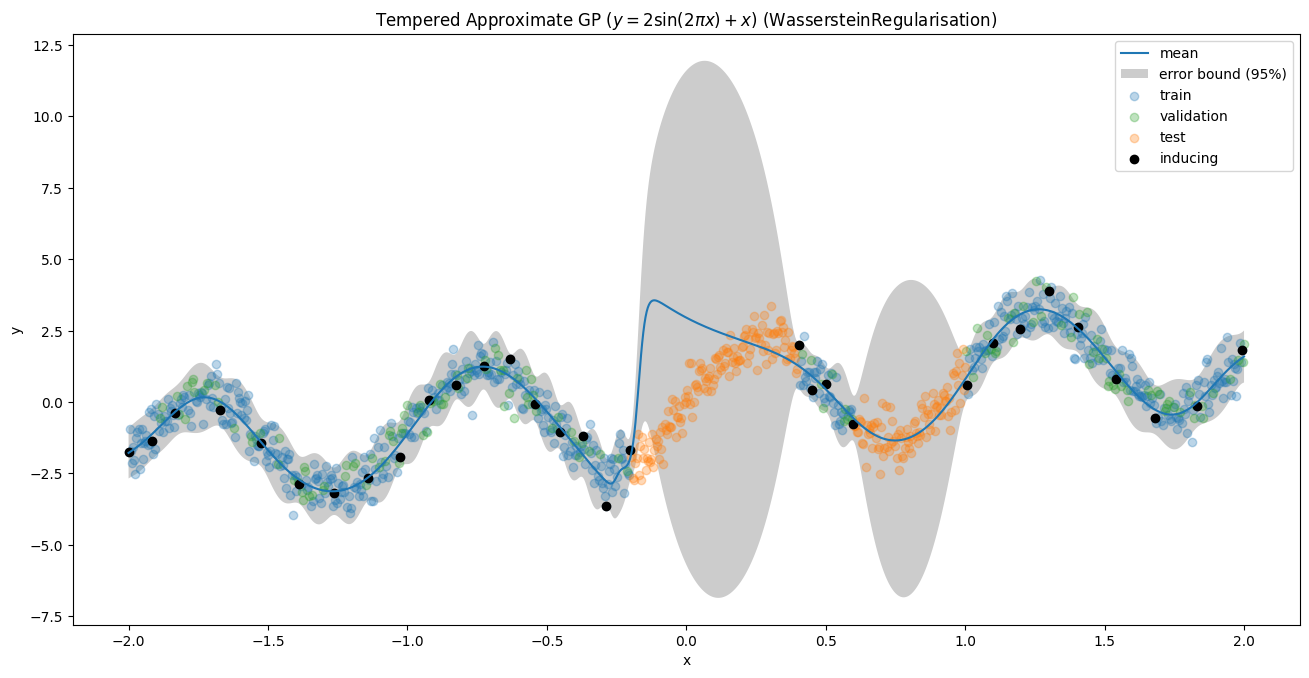 Tempered Approximate GP (y = 2sin(2πx) + x) (WassersteinRegularisation)
mean
error bound (95%)
train
validation
test
inducing
12.5
10.0
7.5
5.0
2.5
0.0
−2.5
−5.0
−7.5
y
−2.0 −1.5 −1.0 −0.5 0.0 0.5 1.0 1.5 2.0
x